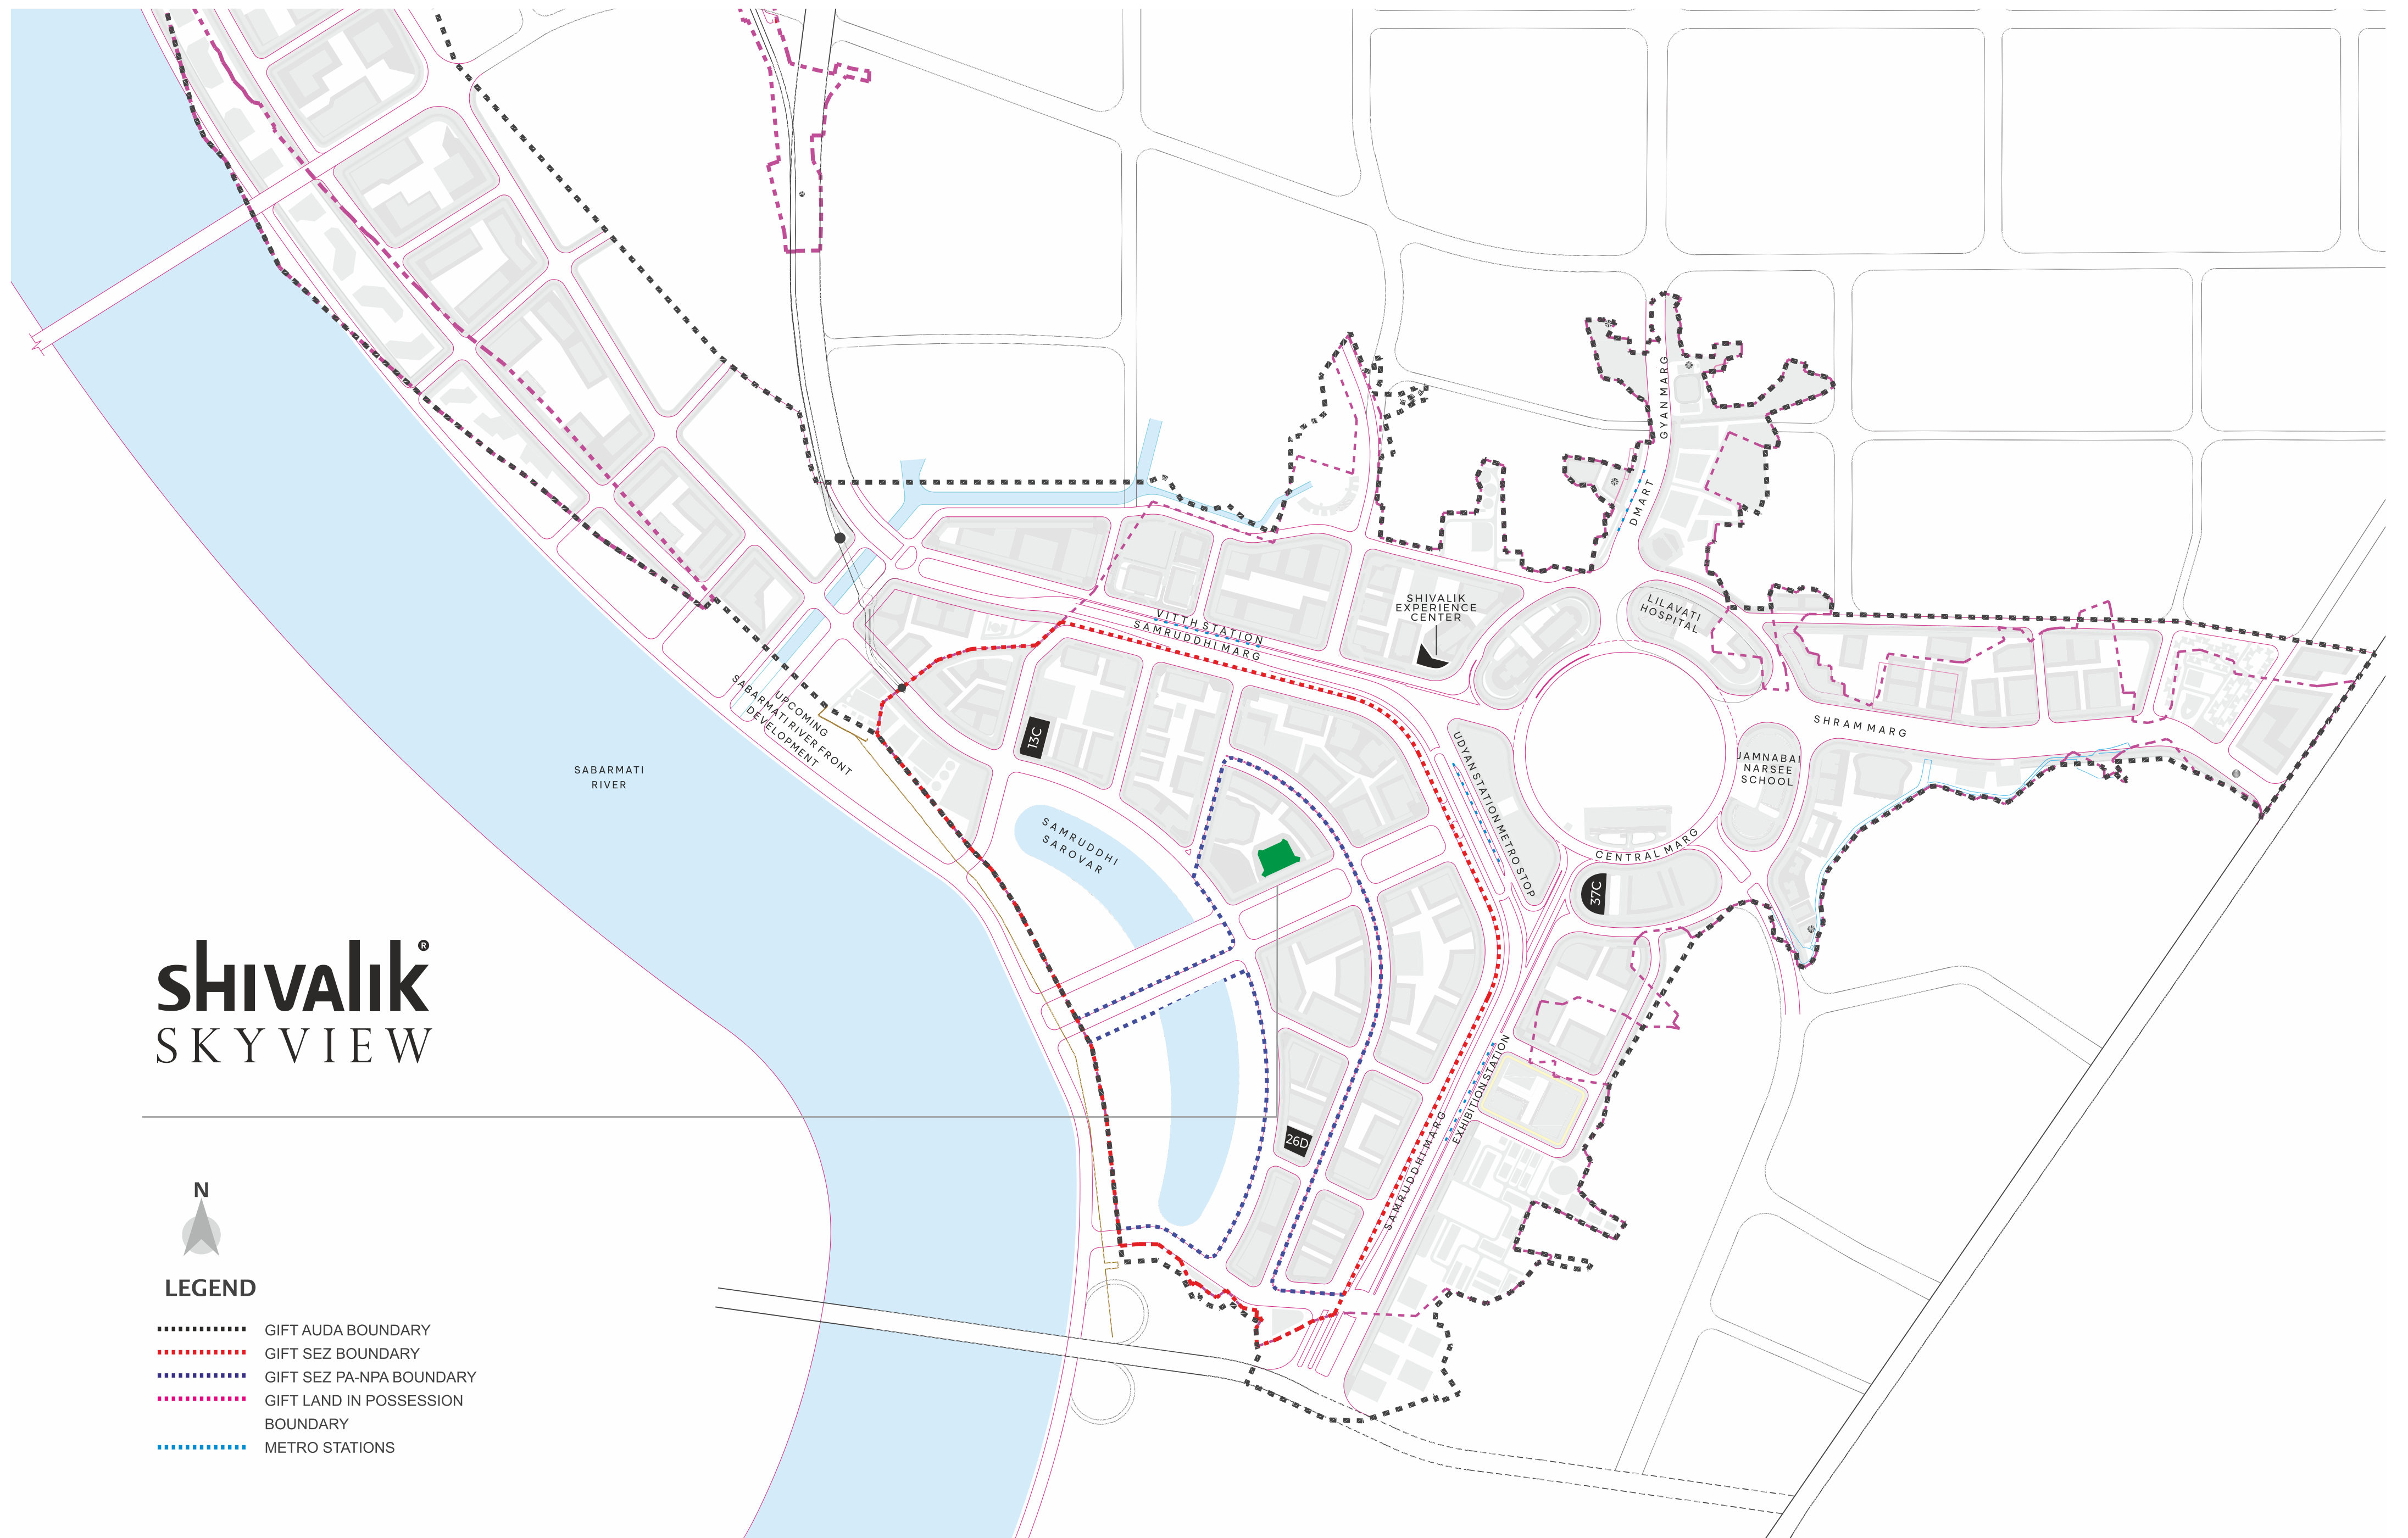 GYAN MARG
DMART
SHIVALIK
EXPERIENCE
CENTER
LILAVATI
HOSPITAL
VITTH STATION
SAMRUDDHI MARG
SHRAM MARG
UPCOMING
SABARMATI RIVER FRONT
DEVELOPMENT
13C
UDYAN STATION METRO STOP
JAMNABAI
NARSEE
SCHOOL
SABARMATI
RIVER
SAMRUDDHI
SAROVAR
CENTRAL MARG
37C
SHIVALIK®
SKYVIEW
EXHIBITION STATION
SAMRUDDHI MARG
26D
N
LEGEND
GIFT AUDA BOUNDARY
GIFT SEZ BOUNDARY
GIFT SEZ PA-NPA BOUNDARY
GIFT LAND IN POSSESSION
BOUNDARY
METRO STATIONS